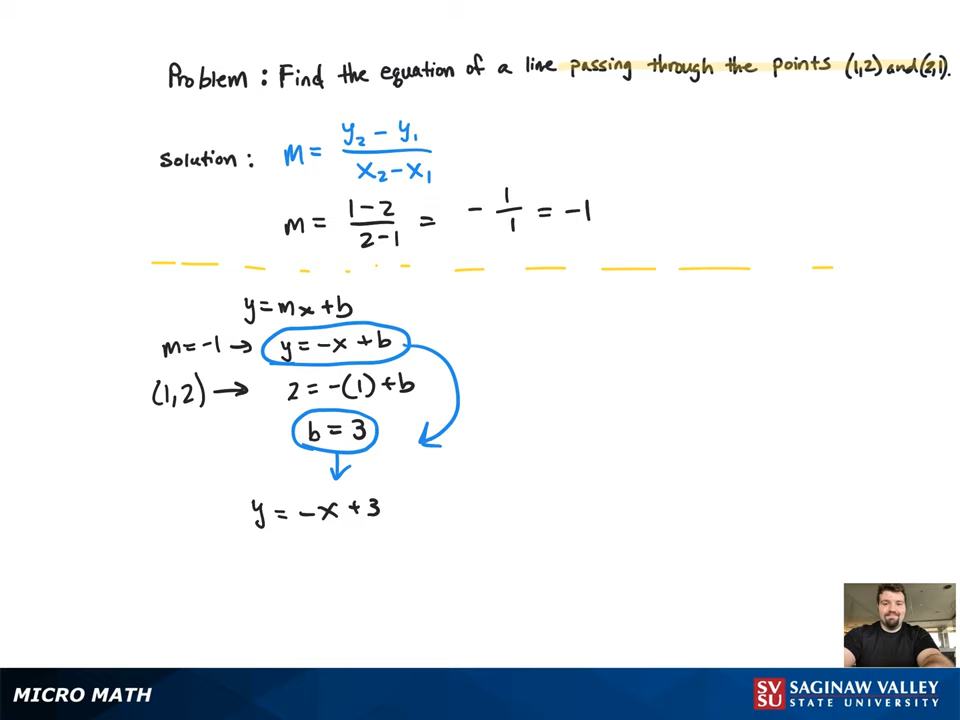 Problem : Find the equation of a line passing through the points (1,2) and (2,1).
Solution : m = y₂ - y₁ / x₂ - x₁
m = 1-2 / 2-1 = - 1/1 = -1
y = mx + b
m = -1 → y = -x + b
(1,2) → 2 = -(1) + b
b = 3
y = -x + 3
MICRO MATH
SV SU SAGINAW VALLEY
STATE UNIVERSITY